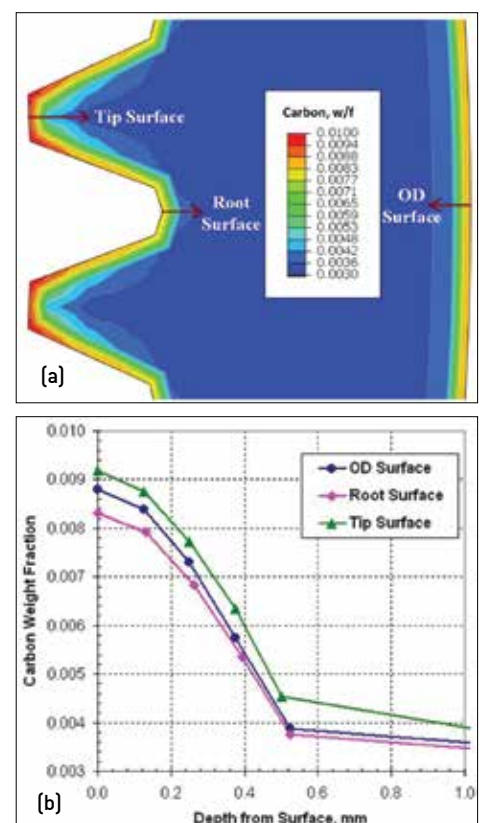 Carbon, w/f
0.0100
0.0094
0.0088
0.0083
0.0077
0.0071
0.0065
0.0059
0.0053
0.0048
0.0042
0.0036
0.0030
Tip Surface
Root
Surface
OD
Surface
(a)
0.010
0.009
0.008
0.007
0.006
0.005
0.004
0.003
Carbon Weight Fraction
OD Surface
Root Surface
Tip Surface
0.0 0.2 0.4 0.6 0.8 1.0
Depth from Surface, mm
(b)